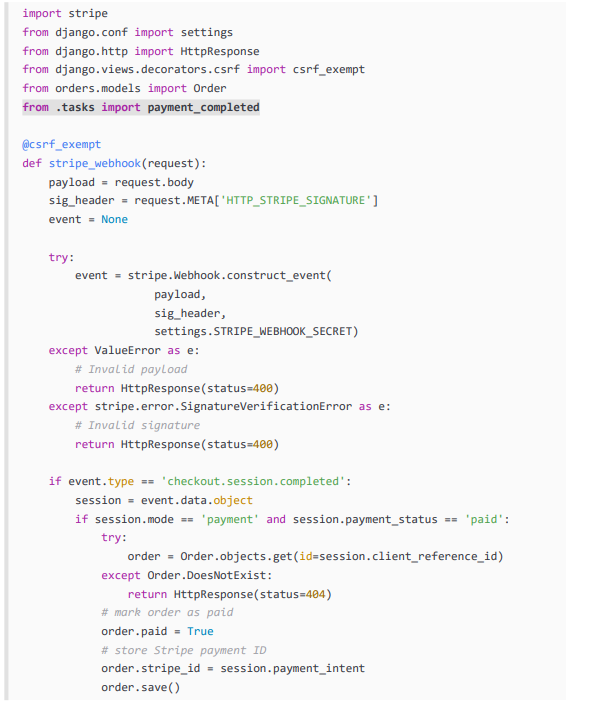 import stripe
from django.conf import settings
from django.http import HttpResponse
from django.views.decorators.csrf import csrf_exempt
from orders.models import Order
from .tasks import payment_completed

@csrf_exempt
def stripe_webhook(request):
    payload = request.body
    sig_header = request.META['HTTP_STRIPE_SIGNATURE']
    event = None

    try:
        event = stripe.Webhook.construct_event(
                    payload,
                    sig_header,
                    settings.STRIPE_WEBHOOK_SECRET)
    except ValueError as e:
        # Invalid payload
        return HttpResponse(status=400)
    except stripe.error.SignatureVerificationError as e:
        # Invalid signature
        return HttpResponse(status=400)

    if event.type == 'checkout.session.completed':
        session = event.data.object
        if session.mode == 'payment' and session.payment_status == 'paid':
            try:
                order = Order.objects.get(id=session.client_reference_id)
            except Order.DoesNotExist:
                return HttpResponse(status=404)
            # mark order as paid
            order.paid = True
            # store Stripe payment ID
            order.stripe_id = session.payment_intent
            order.save()